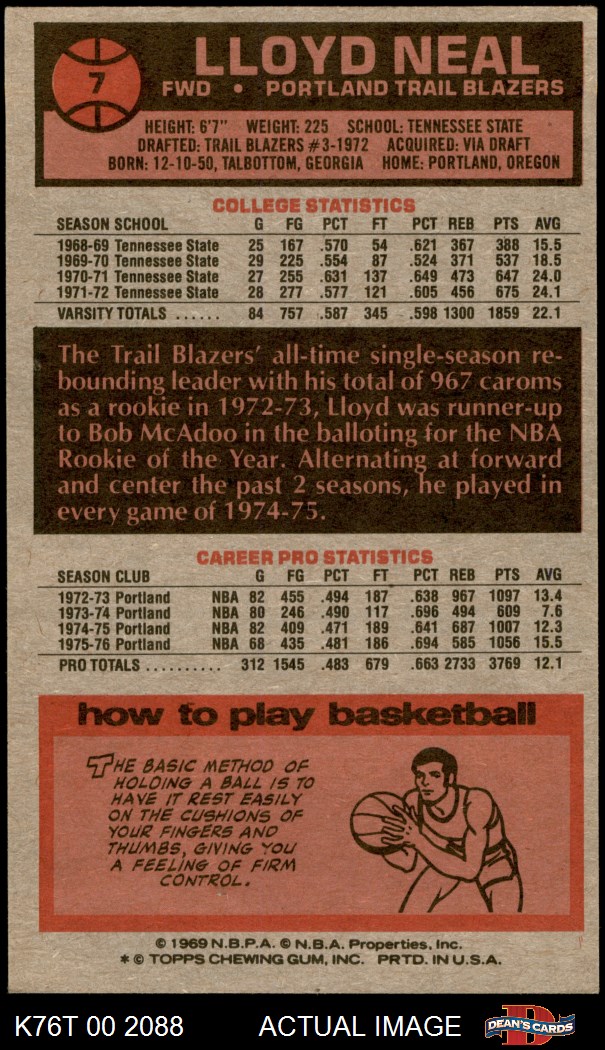 7
LLOYD NEAL
FWD • PORTLAND TRAIL BLAZERS
HEIGHT: 6'7" WEIGHT: 225 SCHOOL: TENNESSEE STATE
DRAFTED: TRAIL BLAZERS #3-1972 ACQUIRED: VIA DRAFT
BORN: 12-10-50, TALBOTTOM, GEORGIA HOME: PORTLAND, OREGON
COLLEGE STATISTICS
SEASON SCHOOL G FG PCT FT PCT REB PTS AVG
1968-69 Tennessee State 25 167 .570 54 .621 367 388 15.5
1969-70 Tennessee State 29 225 .554 87 .524 371 537 18.5
1970-71 Tennessee State 27 255 .631 137 .649 473 647 24.0
1971-72 Tennessee State 28 277 .577 121 .605 456 675 24.1
VARSITY TOTALS ...... 84 757 .587 345 .598 1300 1859 22.1
The Trail Blazers' all-time single-season re-
bounding leader with his total of 967 caroms
as a rookie in 1972-73, Lloyd was runner-up
to Bob McAdoo in the balloting for the NBA
Rookie of the Year. Alternating at forward
and center the past 2 seasons, he played in
every game of 1974-75.
CAREER PRO STATISTICS
SEASON CLUB G FG PCT FT PCT REB PTS AVG
1972-73 Portland NBA 82 455 .494 187 .638 967 1097 13.4
1973-74 Portland NBA 80 246 .490 117 .696 494 609 7.6
1974-75 Portland NBA 82 409 .471 189 .641 687 1007 12.3
1975-76 Portland NBA 68 435 .481 186 .694 585 1056 15.5
PRO TOTALS .......... 312 1545 .483 679 .663 2733 3769 12.1
how to play basketball
THE BASIC METHOD OF
HOLDING A BALL IS TO
HAVE IT REST EASILY
ON THE CUSHIONS OF
YOUR FINGERS AND
THUMBS, GIVING YOU
A FEELING OF FIRM
CONTROL.
© 1969 N.B.P.A. © N.B.A. Properties, Inc.
* © TOPPS CHEWING GUM, INC. PRTD. IN U.S.A.
K76T 00 2088 ACTUAL IMAGE
D
DEAN'S CARDS